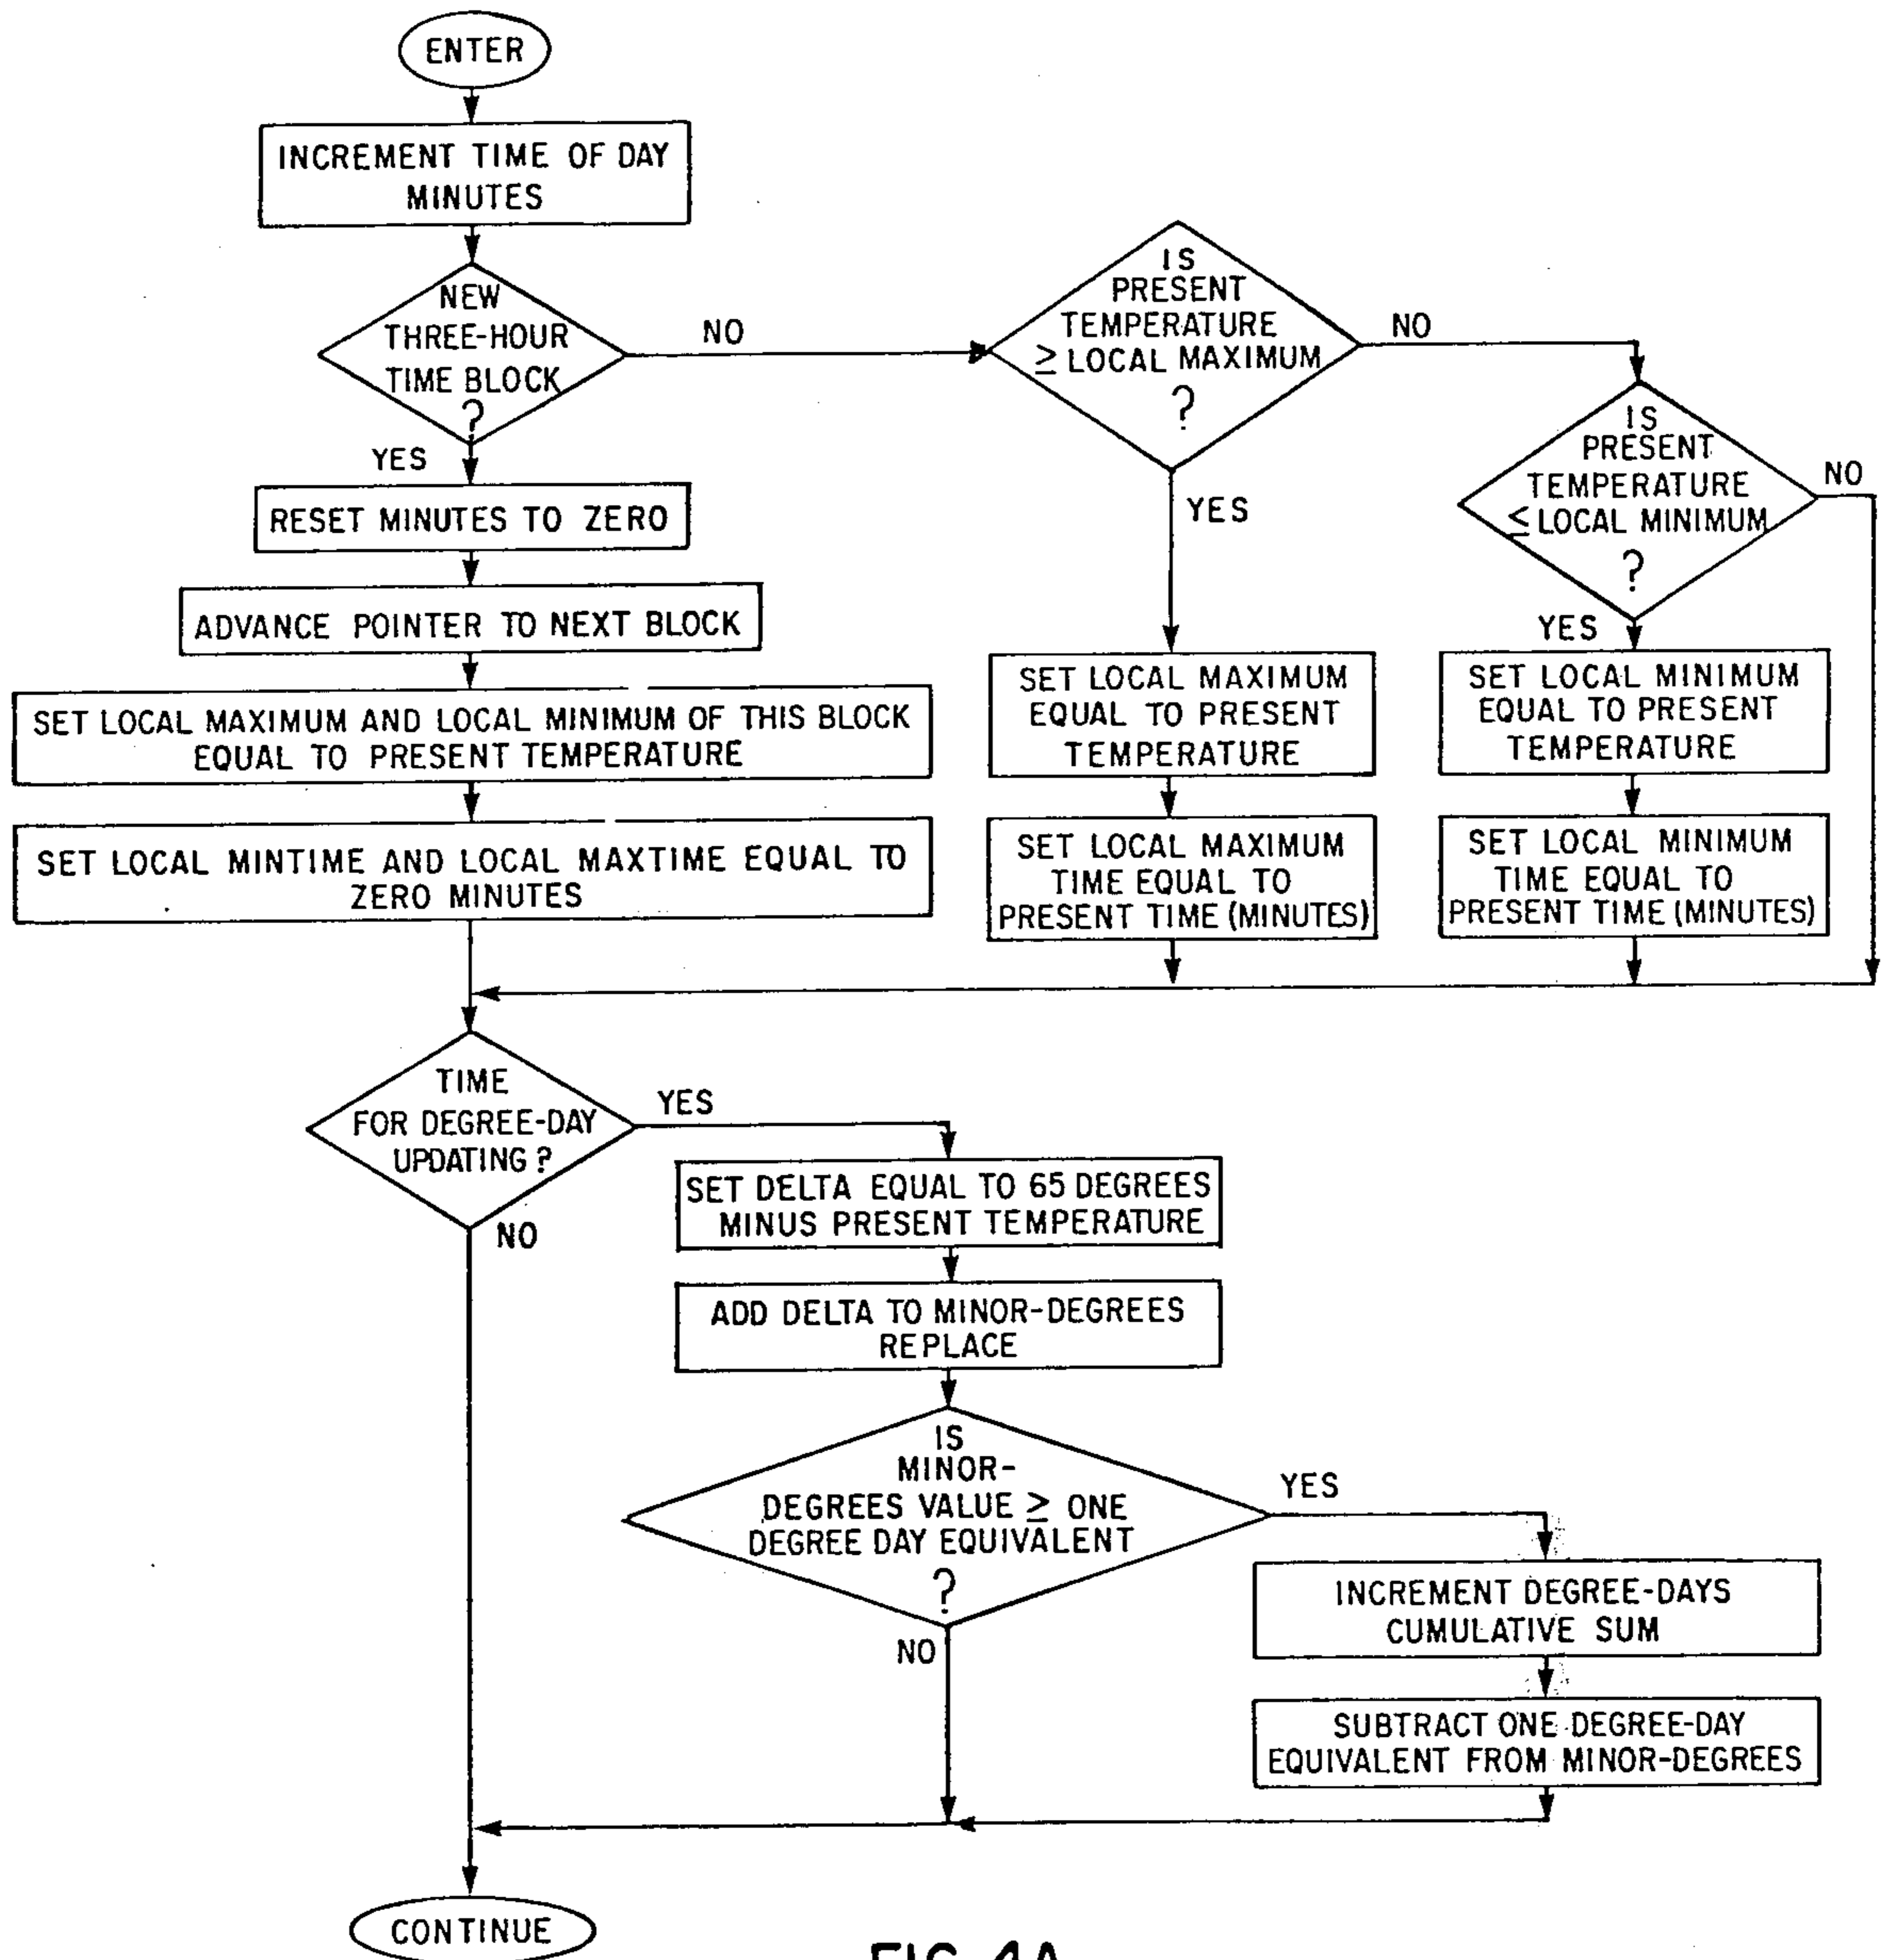 ENTER
INCREMENT TIME OF DAY
MINUTES
NEW
THREE-HOUR
TIME BLOCK
?
NO
YES
IS
PRESENT
TEMPERATURE
≥ LOCAL MAXIMUM
?
NO
YES
IS
PRESENT
TEMPERATURE
≤ LOCAL MINIMUM
?
NO
YES
RESET MINUTES TO ZERO
ADVANCE POINTER TO NEXT BLOCK
SET LOCAL MAXIMUM AND LOCAL MINIMUM OF THIS BLOCK
EQUAL TO PRESENT TEMPERATURE
SET LOCAL MINTIME AND LOCAL MAXTIME EQUAL TO
ZERO MINUTES
SET LOCAL MAXIMUM
EQUAL TO PRESENT
TEMPERATURE
SET LOCAL MAXIMUM
TIME EQUAL TO
PRESENT TIME (MINUTES)
SET LOCAL MINIMUM
EQUAL TO PRESENT
TEMPERATURE
SET LOCAL MINIMUM
TIME EQUAL TO
PRESENT TIME (MINUTES)
TIME
FOR DEGREE-DAY
UPDATING ?
YES
NO
SET DELTA EQUAL TO 65 DEGREES
MINUS PRESENT TEMPERATURE
ADD DELTA TO MINOR-DEGREES
REPLACE
IS
MINOR-
DEGREES VALUE ≥ ONE
DEGREE DAY EQUIVALENT
?
YES
NO
INCREMENT DEGREE-DAYS
CUMULATIVE SUM
SUBTRACT ONE DEGREE-DAY
EQUIVALENT FROM MINOR-DEGREES
CONTINUE
FIG. 4A